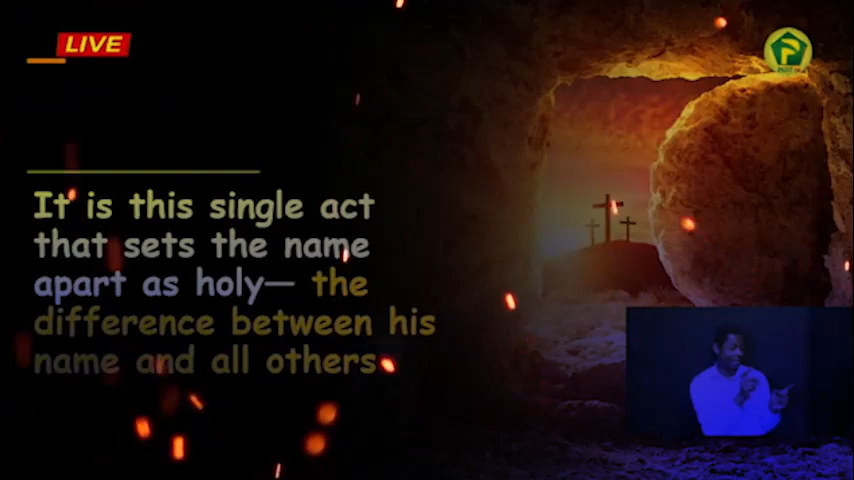 LIVE
It is this single act
that sets the name
apart as holy— the
difference between his
name and all others